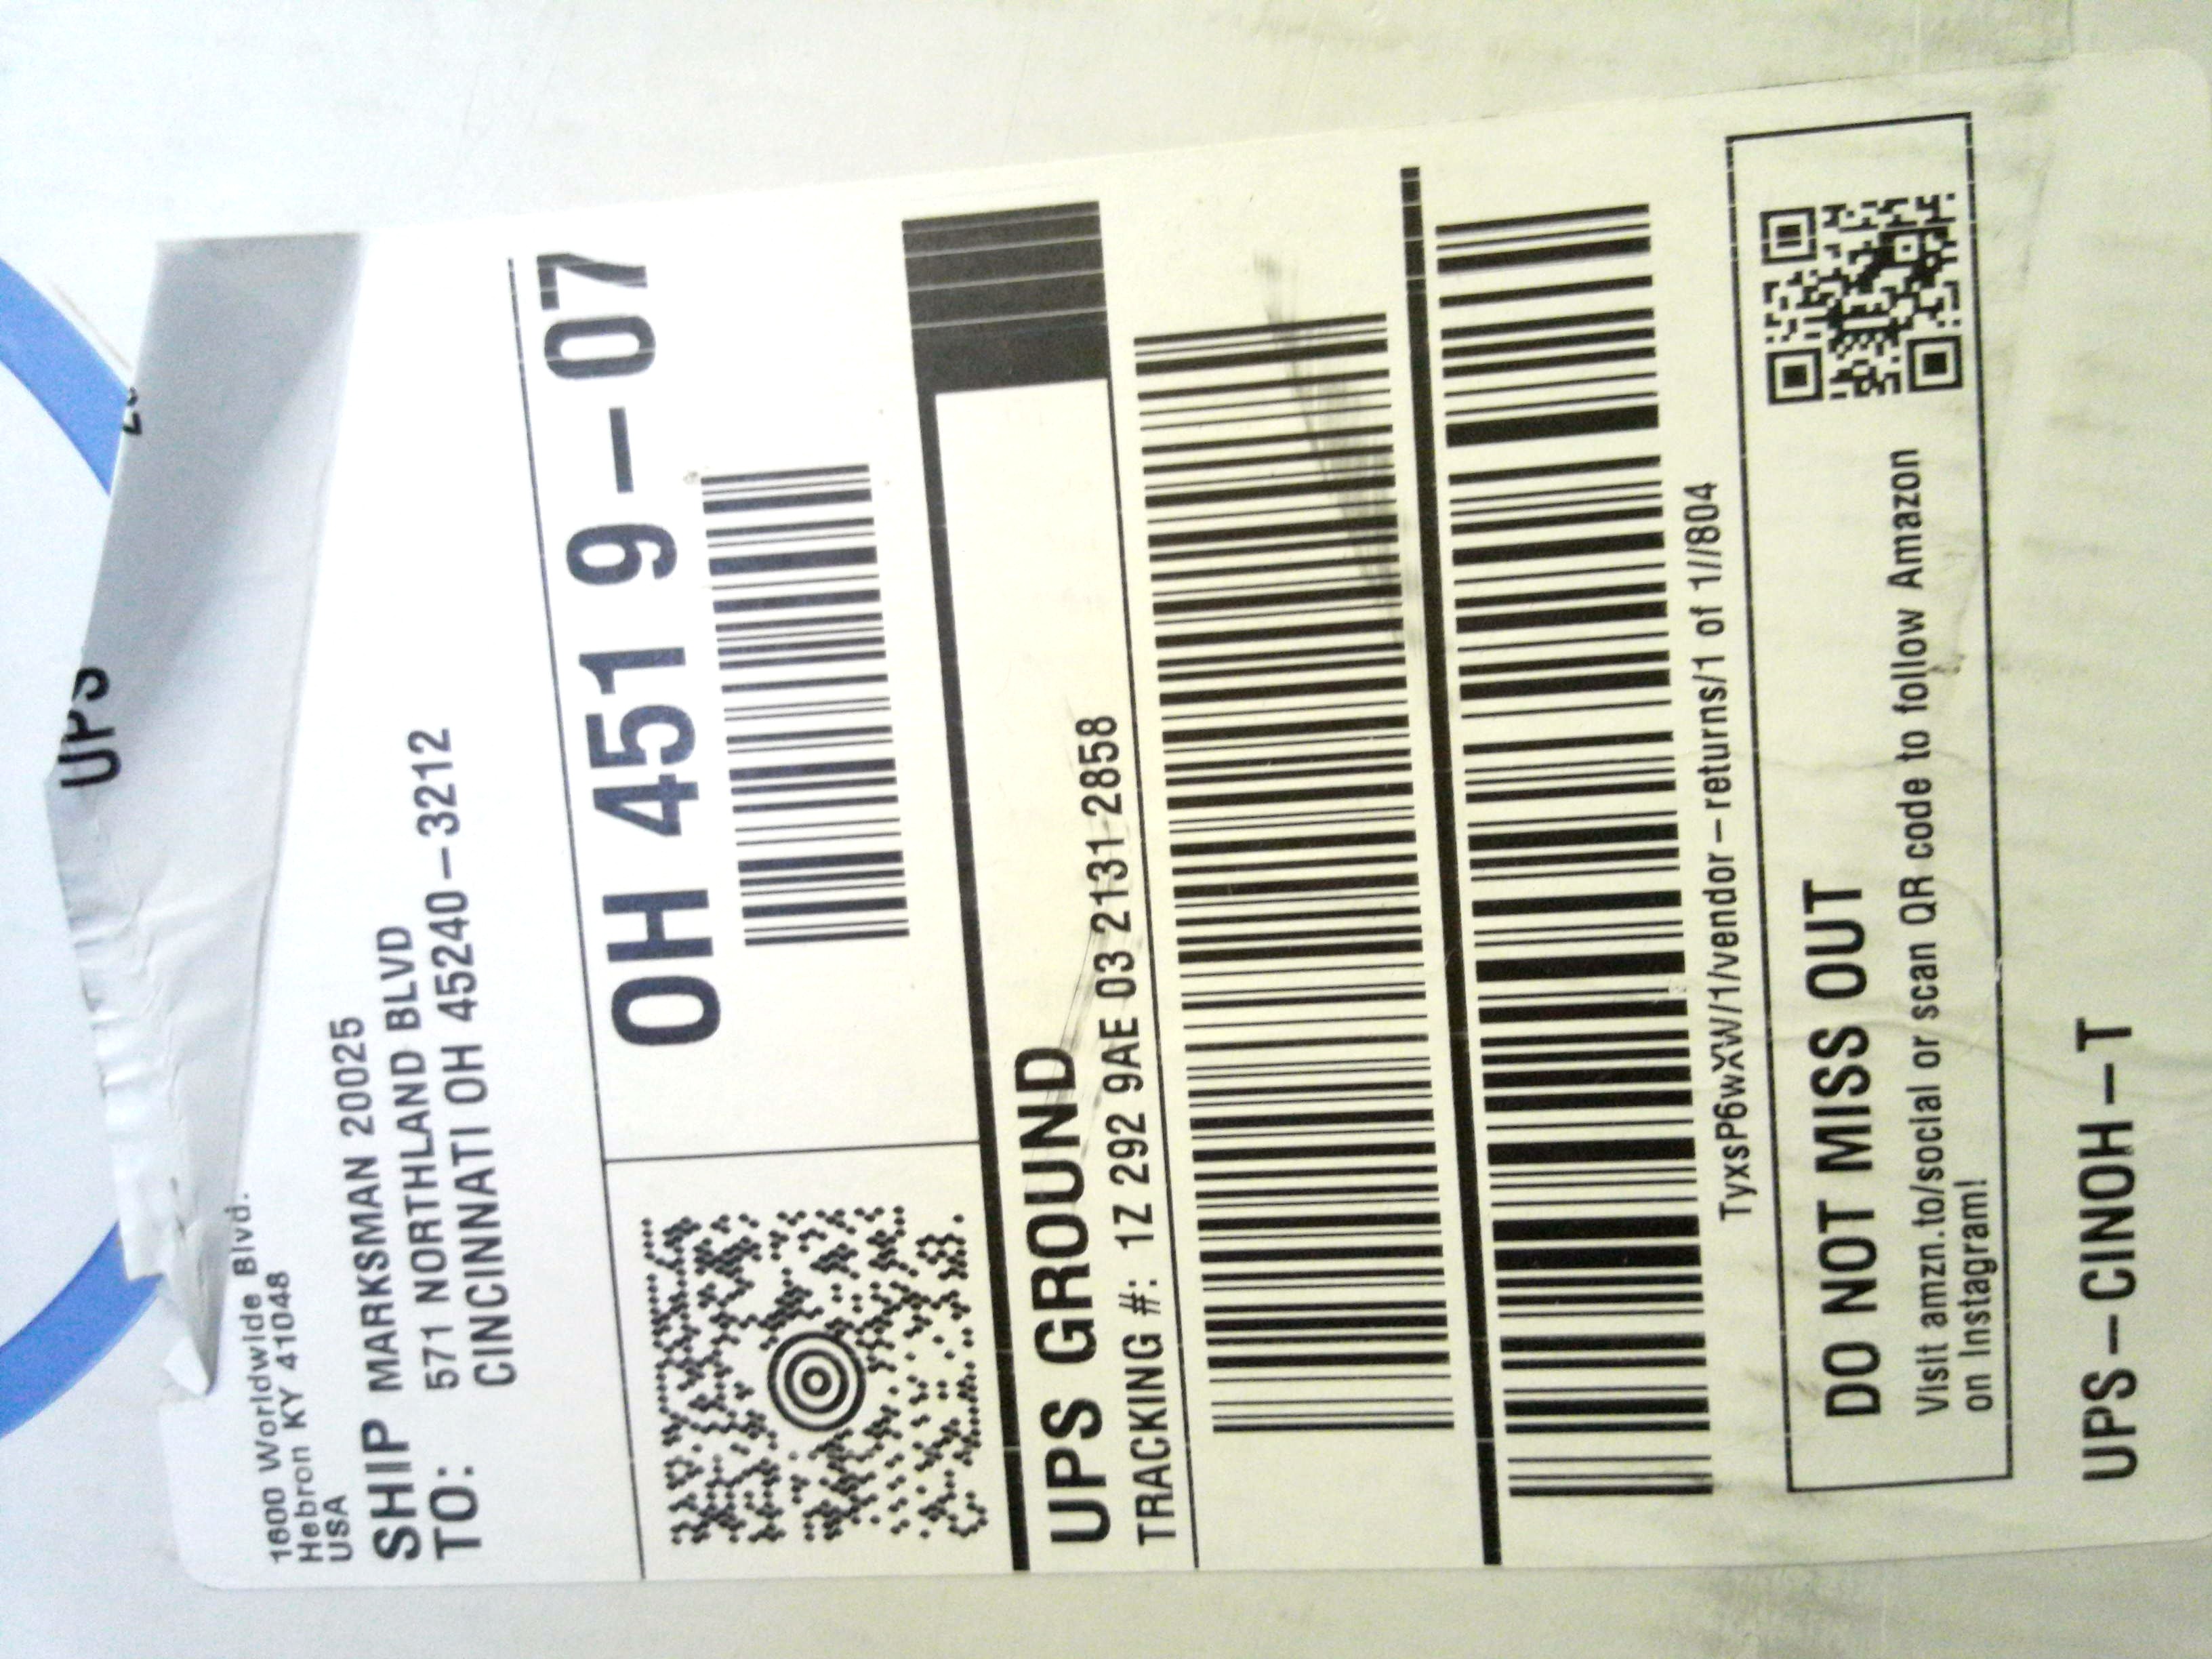 UPS
1600 Worldwide Blvd.
Hebron KY 41048
USA
SHIP TO: MARKSMAN 20025
571 NORTHLAND BLVD
CINCINNATI OH 45240-3212
OH 451 9-07
UPS GROUND
TRACKING #: 1Z 292 9AE 03 2131 2858
TyxsP6wXW/1/vendor-returns/1 of 1//804
DO NOT MISS OUT
Visit amzn.to/social or scan QR code to follow Amazon
on Instagram!
UPS-CINOH-T